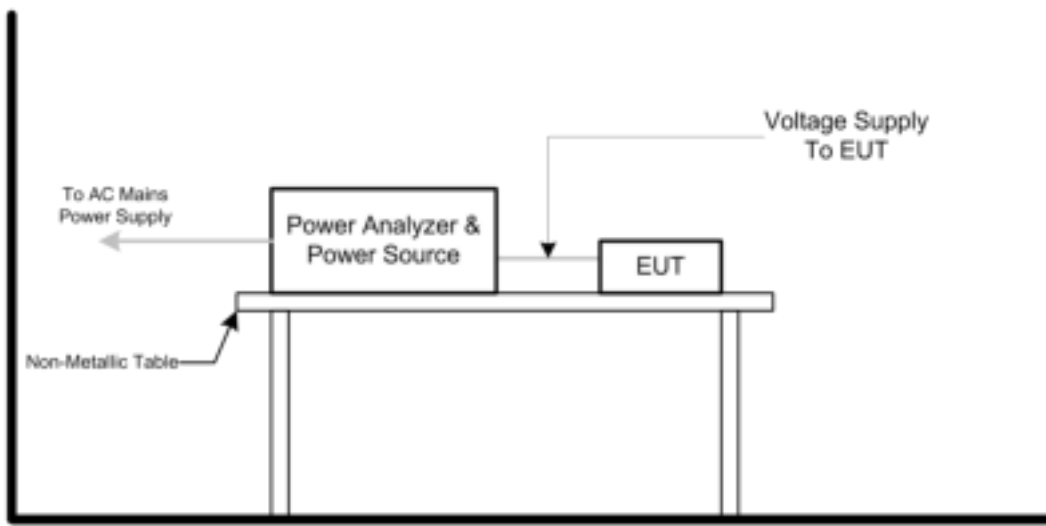 Voltage Supply
To EUT
To AC Mains
Power Supply
Power Analyzer &
Power Source
EUT
Non-Metallic Table